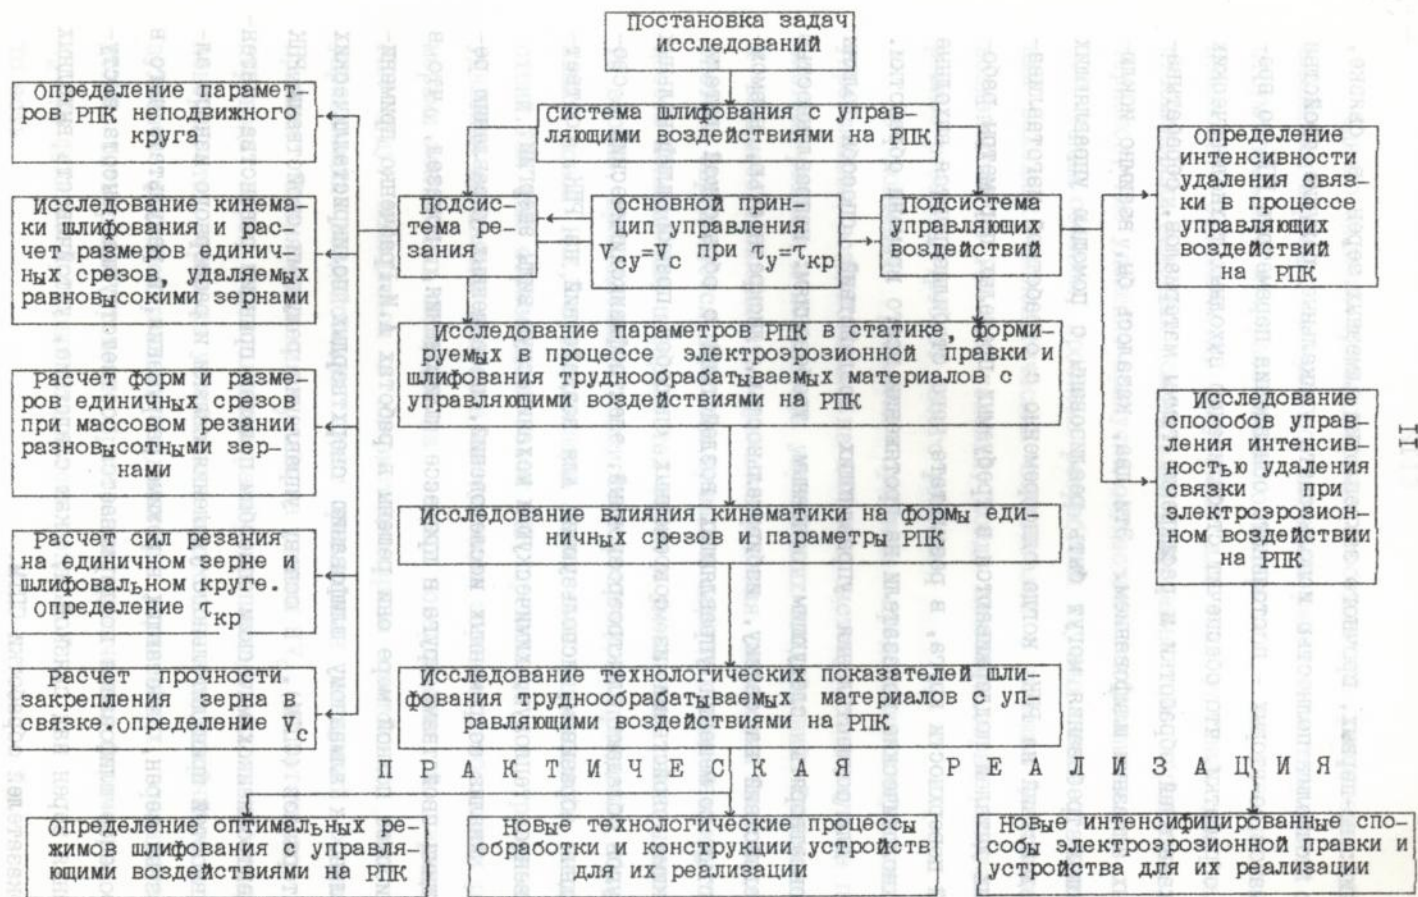 Постановка задач
исследований
Определение парамет-
ров РПК неподвижного
круга
Система шлифования с управ-
ляющими воздействиями на РПК
Определение
интенсивности
удаления связ-
ки в процессе
управляющих
воздействий
на РПК
Исследование кинема-
ки шлифования и рас-
чет размеров единич-
ных срезов, удаляемых
равновысокими зернами
Подсис-
тема ре-
зания
Основной прин-
цип управления
Vсу=Vс при τу=τкр
Подсистема
управляющих
воздействий
Исследование параметров РПК в статике, форми-
руемых в процессе электроэрозионной правки и
шлифования труднообрабатываемых материалов с
управляющими воздействиями на РПК
Расчет форм и разме-
ров единичных срезов
при массовом резании
разновысотными зер-
нами
Исследование
способов управ-
ления интенсив-
ностью удаления
связки при
электроэрозион-
ном воздействии
на РПК
II
Исследование влияния кинематики на формы еди-
ничных срезов и параметры РПК
Расчет сил резания
на единичном зерне и
шлифовальном круге.
Определение τкр
Расчет прочности
закрепления зерна в
связке.Определение Vс
Исследование технологических показателей шли-
фования труднообрабатываемых материалов с уп-
равляющими воздействиями на РПК
ПРАКТИЧЕСКАЯ РЕАЛИЗАЦИЯ
Определение оптимальных ре-
жимов шлифования с управля-
ющими воздействиями на РПК
Новые технологические процессы
обработки и конструкции устройств
для их реализации
Новые интенсифицированные спо-
собы электроэрозионной правки и
устройства для их реализации